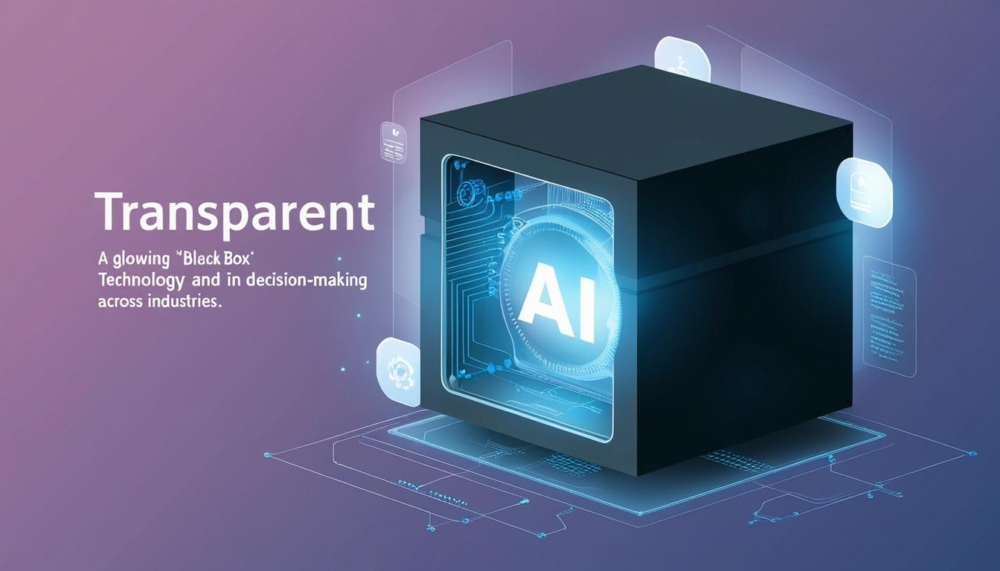 Transparent
A glowing "Black Box"
Technology and in decision-making
across industries.
AI